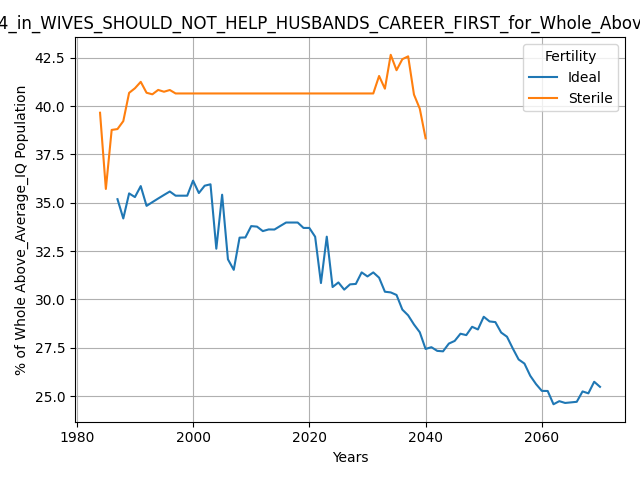 4_in_WIVES_SHOULD_NOT_HELP_HUSBANDS_CAREER_FIRST_for_Whole_Abov
Fertility
Ideal
Sterile
% of Whole Above_Average_IQ Population
42.5
40.0
37.5
35.0
32.5
30.0
27.5
25.0
1980
2000
2020
2040
2060
Years